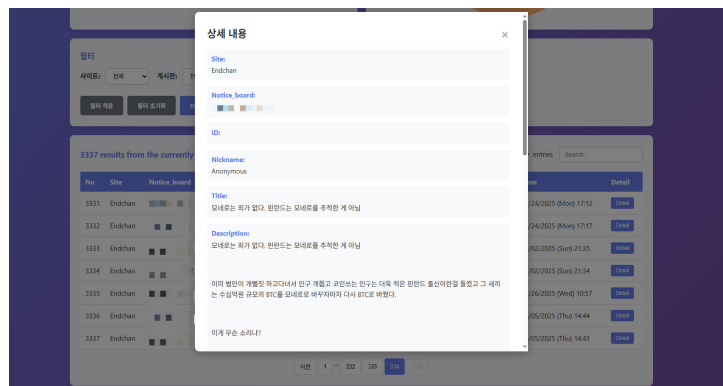 상세 내용 ×
필터
사이트: 전체 게시판:
필터 적용 필터 초기화
3337 results from the currently
entries Search:
No Site Notice_board Detail
3331 Endchan /24/2025 (Mon) 17:12 Detail
3332 Endchan /24/2025 (Mon) 17:17 Detail
3333 Endchan /02/2025 (Sun) 21:35 Detail
3334 Endchan /02/2025 (Sun) 21:34 Detail
3335 Endchan /26/2025 (Wed) 10:57 Detail
3336 Endchan /05/2025 (Thu) 14:44 Detail
3337 Endchan /05/2025 (Thu) 14:43 Detail
Site:
Endchan
Notice_board:
ID:
Nickname:
Anonymous
Title:
모네로는 죄가 없다. 핀란드는 모네로를 추적한 게 아님
Description:
모네로는 죄가 없다. 핀란드는 모네로를 추적한 게 아님
이미 범인이 개뻘짓 하고다녀서 인구 개좁고 코인쓰는 인구는 더욱 적은 핀란드 출신이란걸 들켰고 그 새끼
는 수십억원 규모의 BTC를 모네로로 바꾸자마자 다시 BTC로 바꿨다.
이게 무슨 소리냐?
이전 1 … 332 333 334